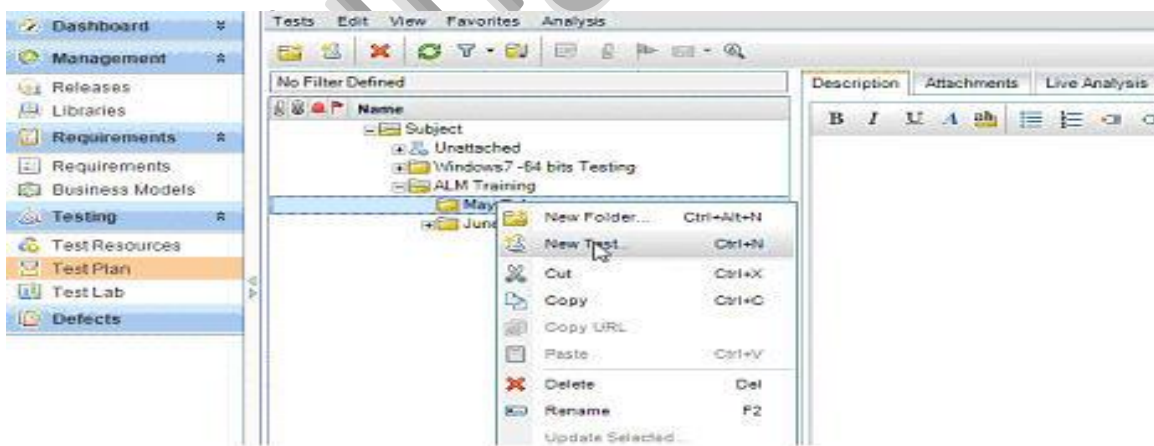 Dashboard
Management
Releases
Libraries
Requirements
Requirements
Business Models
Testing
Test Resources
Test Plan
Test Lab
Defects
Tests Edit View Favorites Analysis
No Filter Defined
Name
Subject
Unattached
Windows7 -64 bits Testing
ALM Training
May
June
New Folder... Ctrl+Alt+N
New Test... Ctrl+N
Cut Ctrl+X
Copy Ctrl+C
Copy URL
Paste Ctrl+V
Delete Del
Rename F2
Update Selected...
Description Attachments Live Analysis
B I U A ab